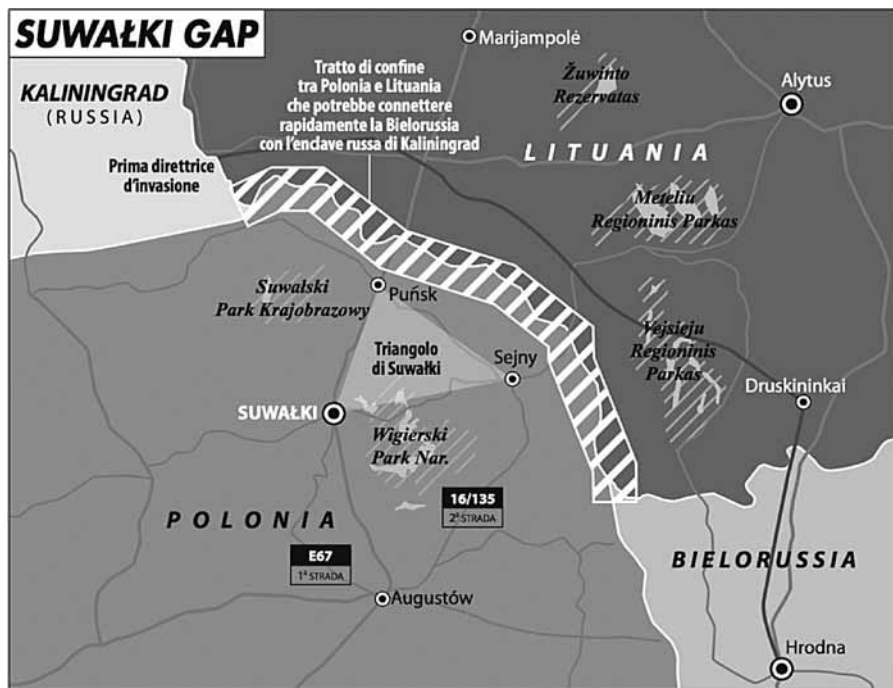 SUWAŁKI GAP
Marijampolė
KALININGRAD
(RUSSIA)
Tratto di confine
tra Polonia e Lituania
che potrebbe connettere
rapidamente la Bielorussia
con l'enclave russa di Kaliningrad
Žuwinto
Rezervatas
Alytus
LITUANIA
Prima direttrice
d'invasione
Meteliu
Regioninis Parkas
Suwałski
Park Krajobrazowy
Puńsk
Triangolo
di Suwałki
Sejny
Vejsieju
Regioninis
Parkas
Druskininkai
SUWAŁKI
Wigierski
Park Nar.
16/135
2ª STRADA
POLONIA
E67
1ª STRADA
BIELORUSSIA
Augustów
Hrodna